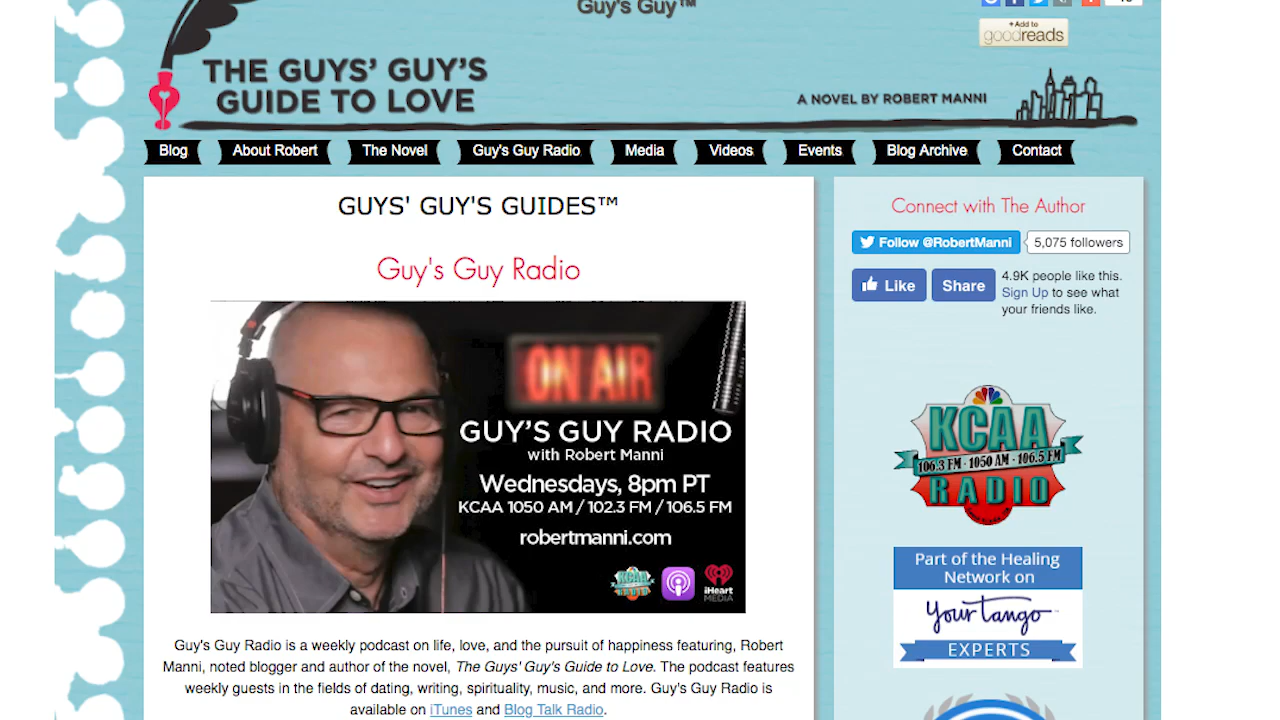 Guy's Guy™
+Add to
goodreads
THE GUYS' GUY'S
GUIDE TO LOVE
A NOVEL BY ROBERT MANNI
Blog
About Robert
The Novel
Guy's Guy Radio
Media
Videos
Events
Blog Archive
Contact
GUYS' GUY'S GUIDES™
Guy's Guy Radio
ON AIR
GUY'S GUY RADIO
with Robert Manni
Wednesdays, 8pm PT
KCAA 1050 AM / 102.3 FM / 106.5 FM
robertmanni.com
KCAA
RADIO
iHeart
MEDIA
Guy's Guy Radio is a weekly podcast on life, love, and the pursuit of happiness featuring, Robert
Manni, noted blogger and author of the novel, The Guys' Guy's Guide to Love. The podcast features
weekly guests in the fields of dating, writing, spirituality, music, and more. Guy's Guy Radio is
available on iTunes and Blog Talk Radio.
Connect with The Author
Follow @RobertManni
5,075 followers
Like
Share
4.9K people like this.
Sign Up to see what
your friends like.
KCAA
106.3 FM - 1050 AM - 106.5 FM
RADIO
Part of the Healing
Network on
YourTango
EXPERTS